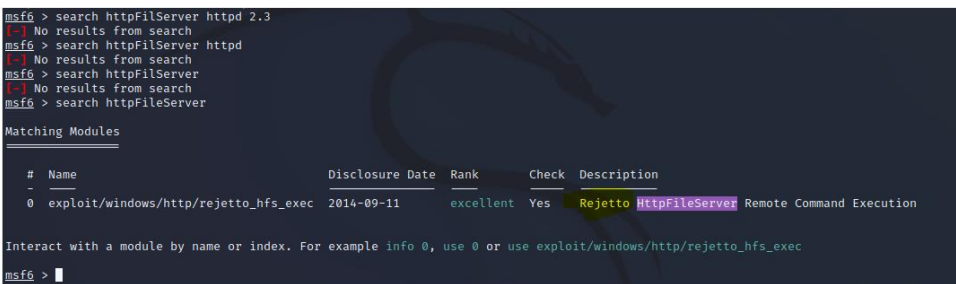 msf6 > search httpFilServer httpd 2.3
[-] No results from search
msf6 > search httpFilServer httpd
[-] No results from search
msf6 > search httpFilServer
[-] No results from search
msf6 > search httpFileServer
Matching Modules
================
# Name Disclosure Date Rank Check Description
- ---- --------------- ---- ----- -----------
0 exploit/windows/http/rejetto_hfs_exec 2014-09-11 excellent Yes Rejetto HttpFileServer Remote Command Execution
Interact with a module by name or index. For example info 0, use 0 or use exploit/windows/http/rejetto_hfs_exec
msf6 >